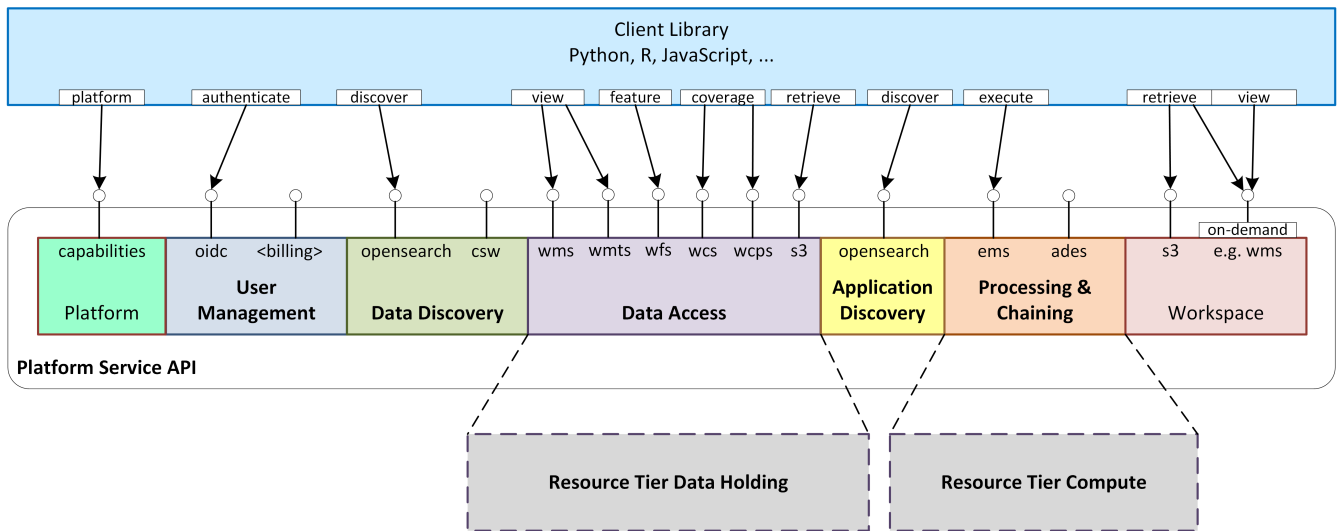 Client Library
Python, R, JavaScript, ...
platform authenticate discover view feature coverage retrieve discover execute retrieve view
on-demand
capabilities oidc <billing> opensearch csw wms wmts wfs wcs wcps s3 opensearch ems ades s3 e.g. wms
User Application Processing &
Platform Management Data Discovery Data Access Discovery Chaining Workspace
Platform Service API
Resource Tier Data Holding Resource Tier Compute